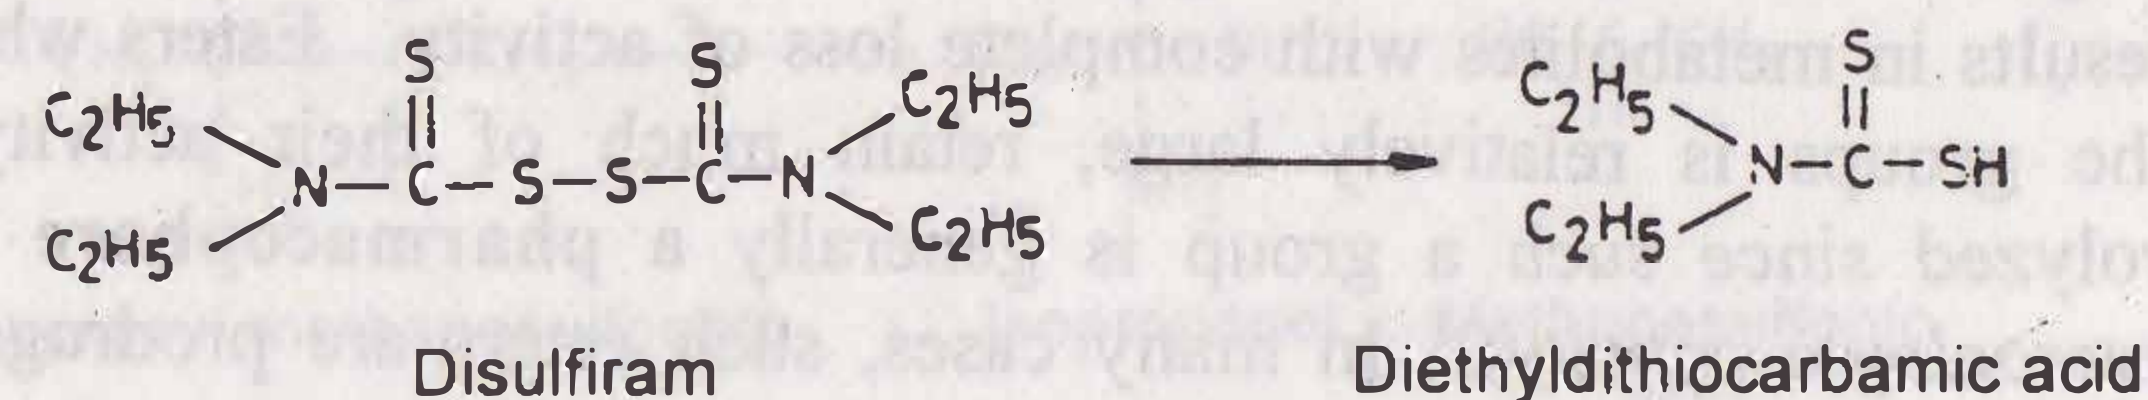 C2H5 S S C2H5 C2H5 S
N—C—S—S—C—N N—C—SH
C2H5 C2H5 C2H5
Disulfiram Diethyldithiocarbamic acid